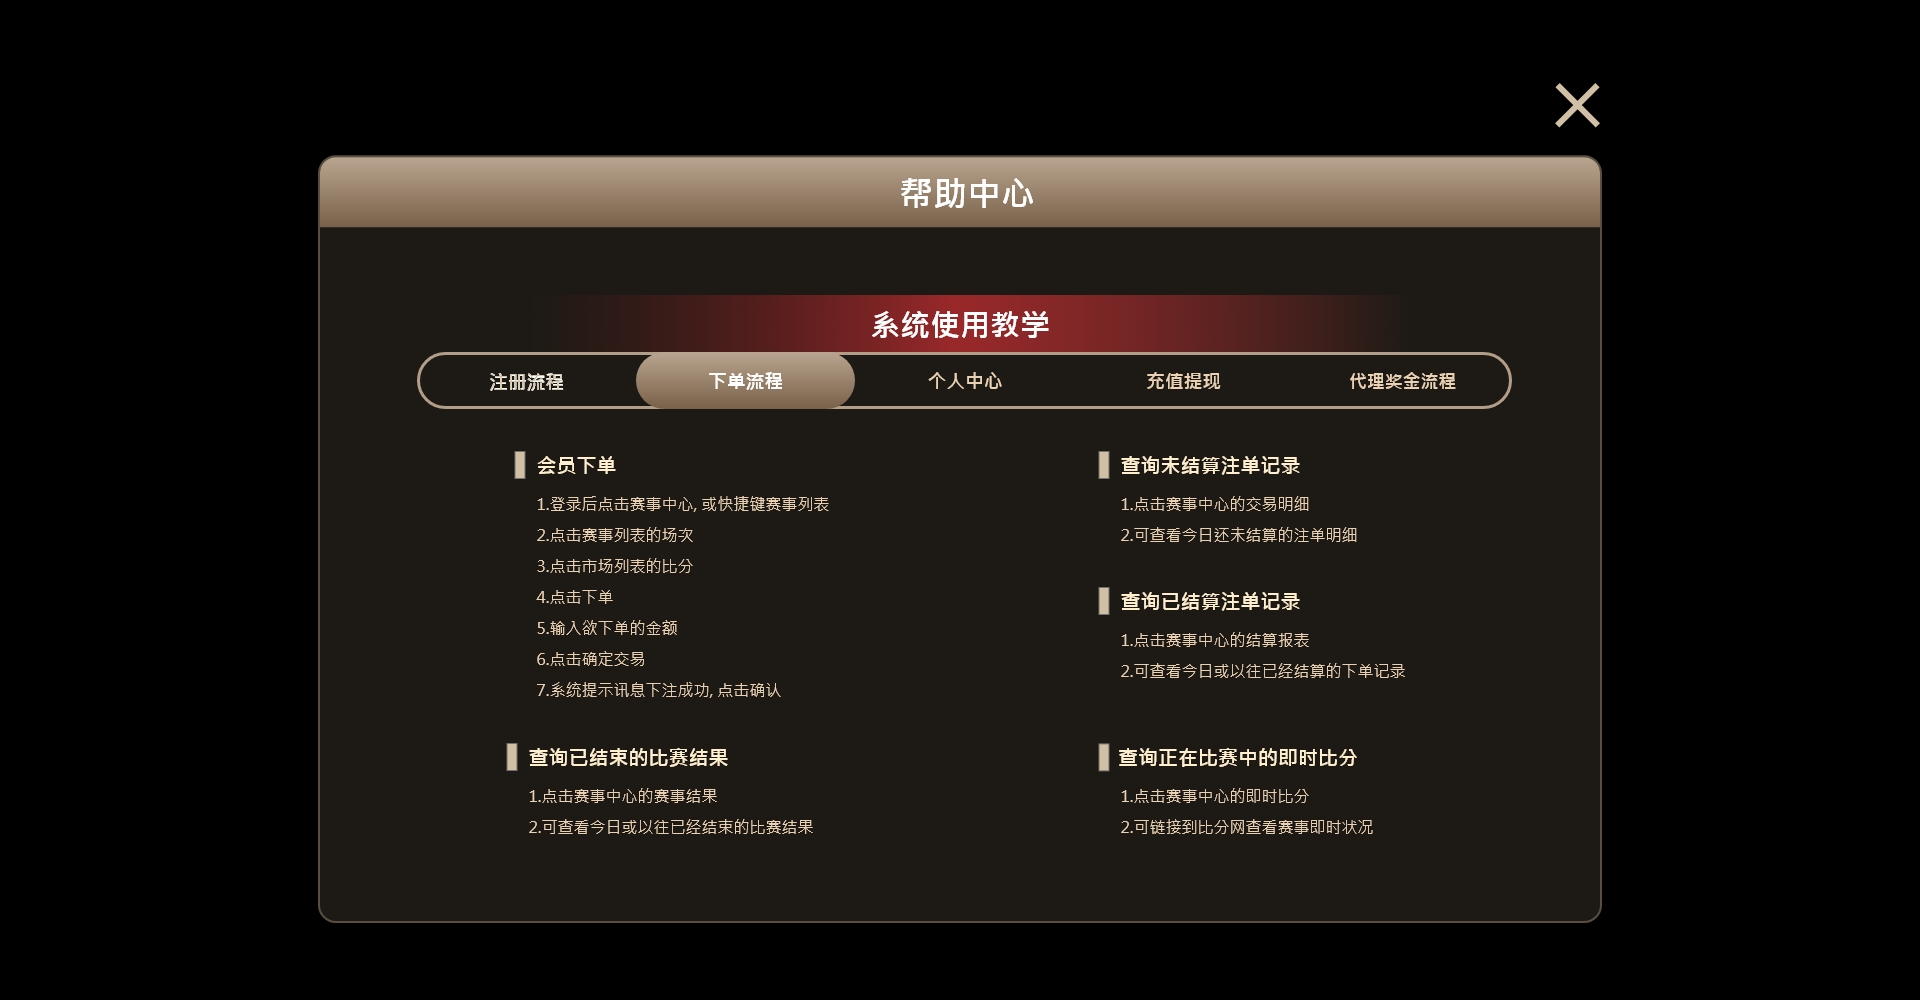 帮助中心
系统使用教学
注册流程
下单流程
个人中心
充值提现
代理奖金流程
会员下单
1.登录后点击赛事中心, 或快捷键赛事列表
2.点击赛事列表的场次
3.点击市场列表的比分
4.点击下单
5.输入欲下单的金额
6.点击确定交易
7.系统提示讯息下注成功, 点击确认
查询未结算注单记录
1.点击赛事中心的交易明细
2.可查看今日还未结算的注单明细
查询已结算注单记录
1.点击赛事中心的结算报表
2.可查看今日或以往已经结算的下单记录
查询已结束的比赛结果
1.点击赛事中心的赛事结果
2.可查看今日或以往已经结束的比赛结果
查询正在比赛中的即时比分
1.点击赛事中心的即时比分
2.可链接到比分网查看赛事即时状况